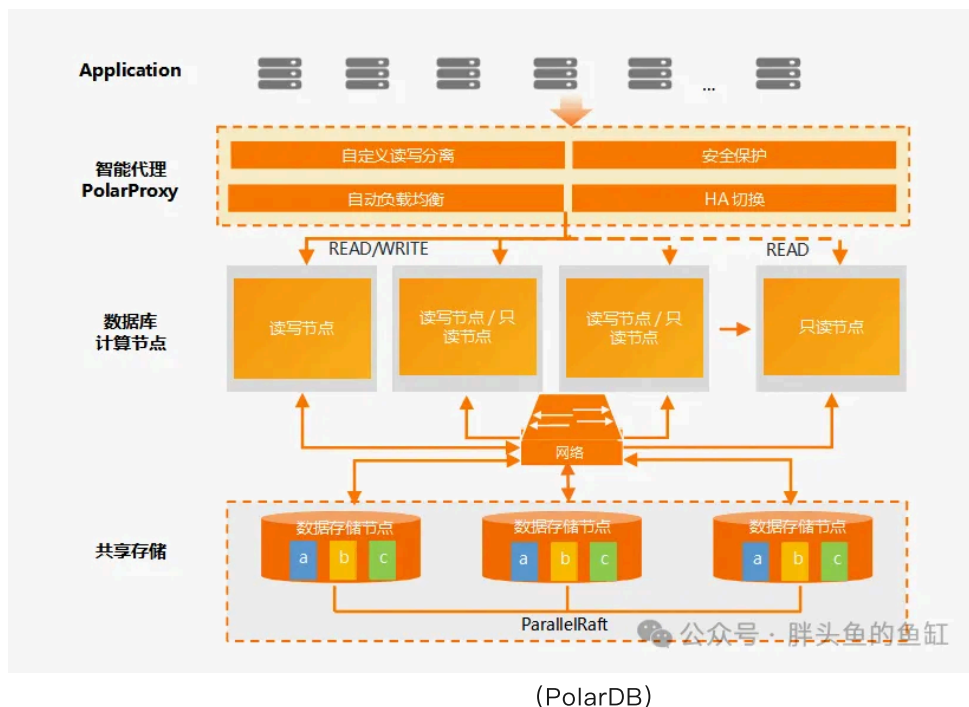 Application
...
智能代理
PolarProxy
自定义读写分离
安全保护
自动负载均衡
HA 切换
READ/WRITE
READ
数据库
计算节点
读写节点
读写节点 / 只
读节点
读写节点 / 只
读节点
只读节点
网络
共享存储
数据存储节点
a
b
c
数据存储节点
a
b
c
数据存储节点
a
b
c
ParallelRaft
公众号 · 胖头鱼的鱼缸
（PolarDB）